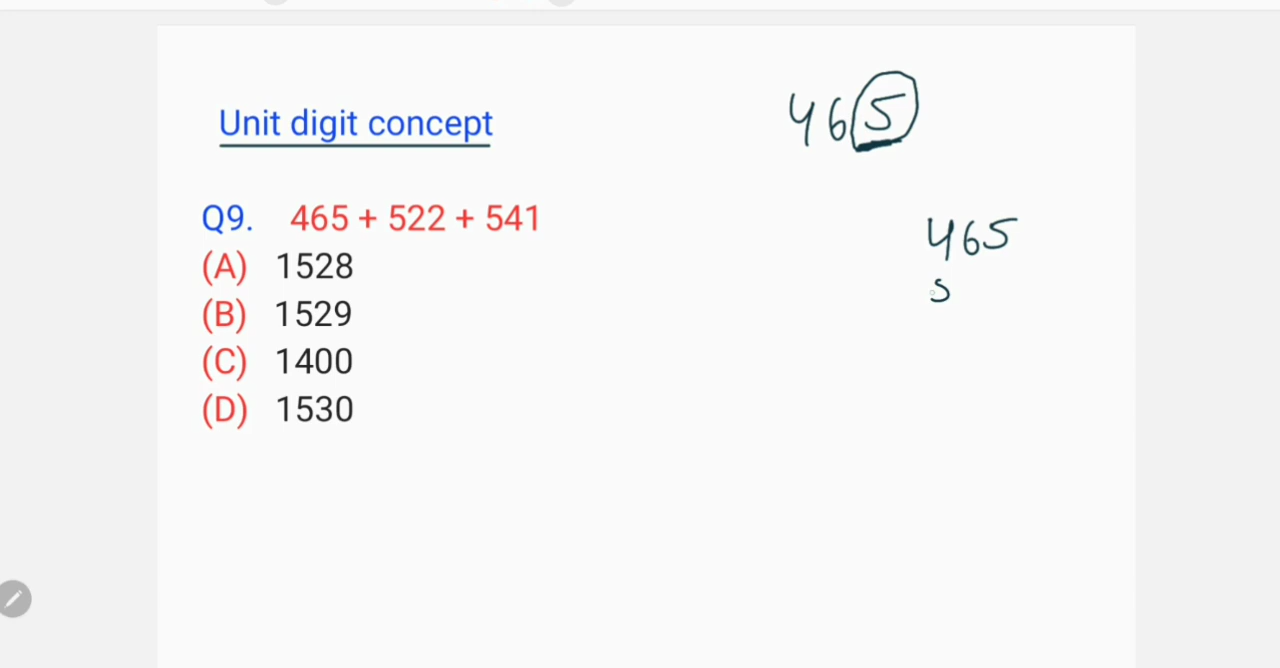 Unit digit concept
465
Q9. 465 + 522 + 541
465
(A) 1528
5
(B) 1529
(C) 1400
(D) 1530